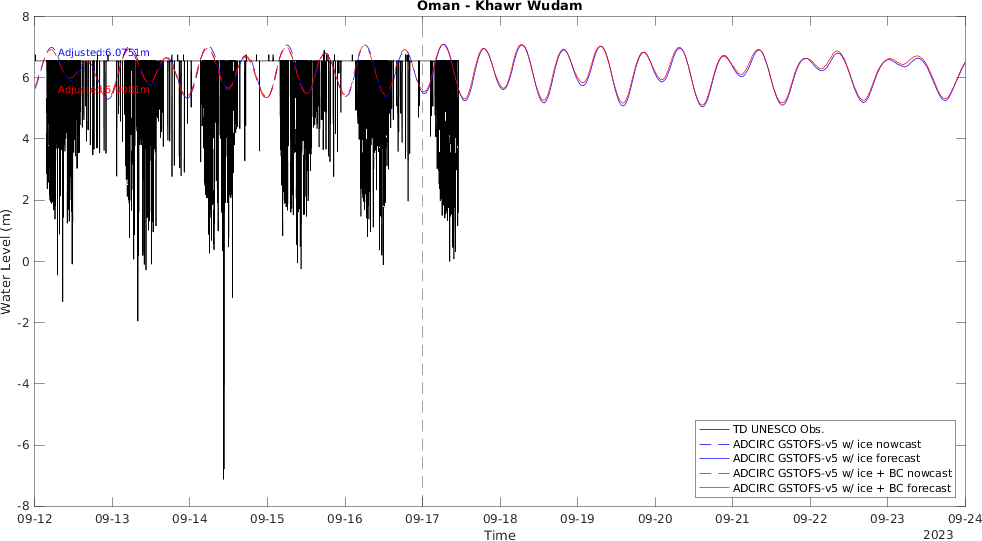 Oman - Khawr Wudam
8
6
4
2
0
-2
-4
-6
-8
Water Level (m)
Adjusted:6.0751m
TD UNESCO Obs.
ADCIRC GSTOFS-v5 w/ ice nowcast
ADCIRC GSTOFS-v5 w/ ice forecast
ADCIRC GSTOFS-v5 w/ ice + BC nowcast
ADCIRC GSTOFS-v5 w/ ice + BC forecast
09-12 09-13 09-14 09-15 09-16 09-17 09-18 09-19 09-20 09-21 09-22 09-23 09-24
Time
2023